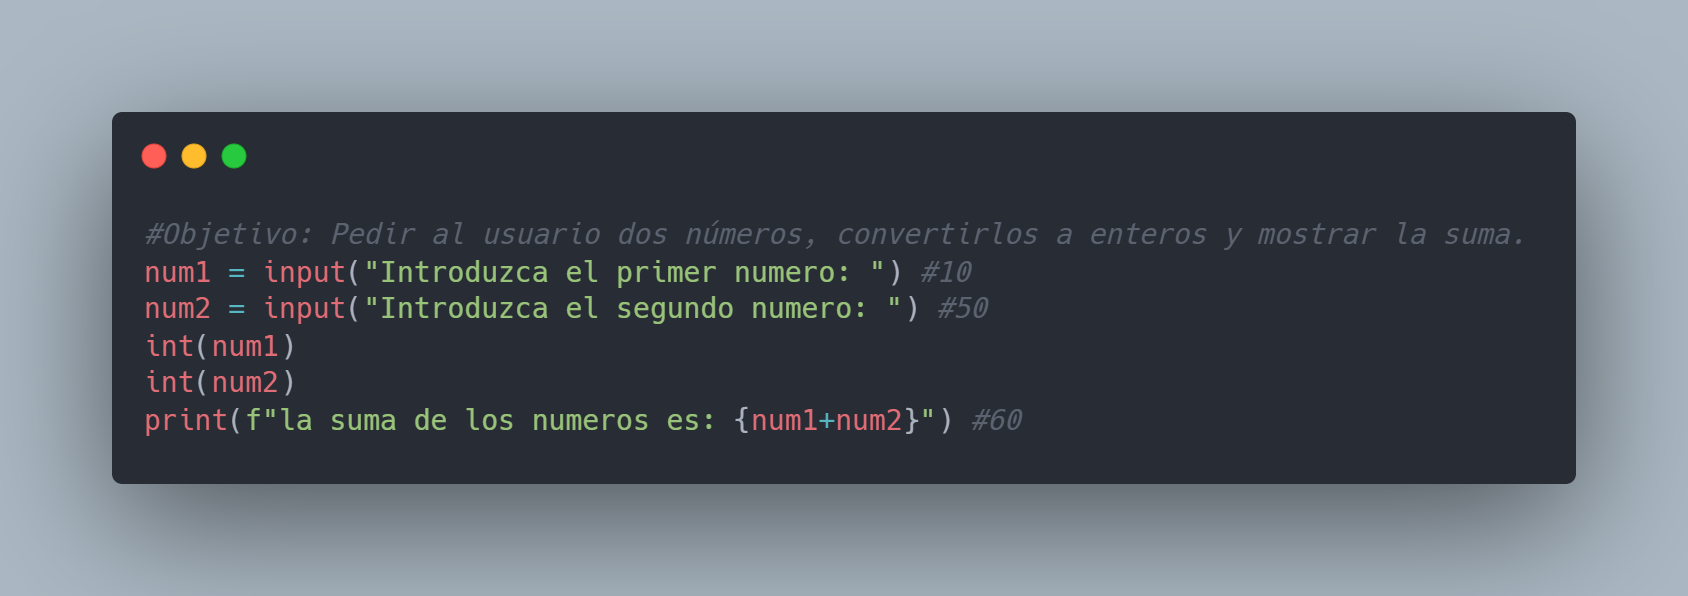 #Objetivo: Pedir al usuario dos números, convertirlos a enteros y mostrar la suma.
num1 = input("Introduzca el primer numero: ") #10
num2 = input("Introduzca el segundo numero: ") #50
int(num1)
int(num2)
print(f"la suma de los numeros es: {num1+num2}") #60